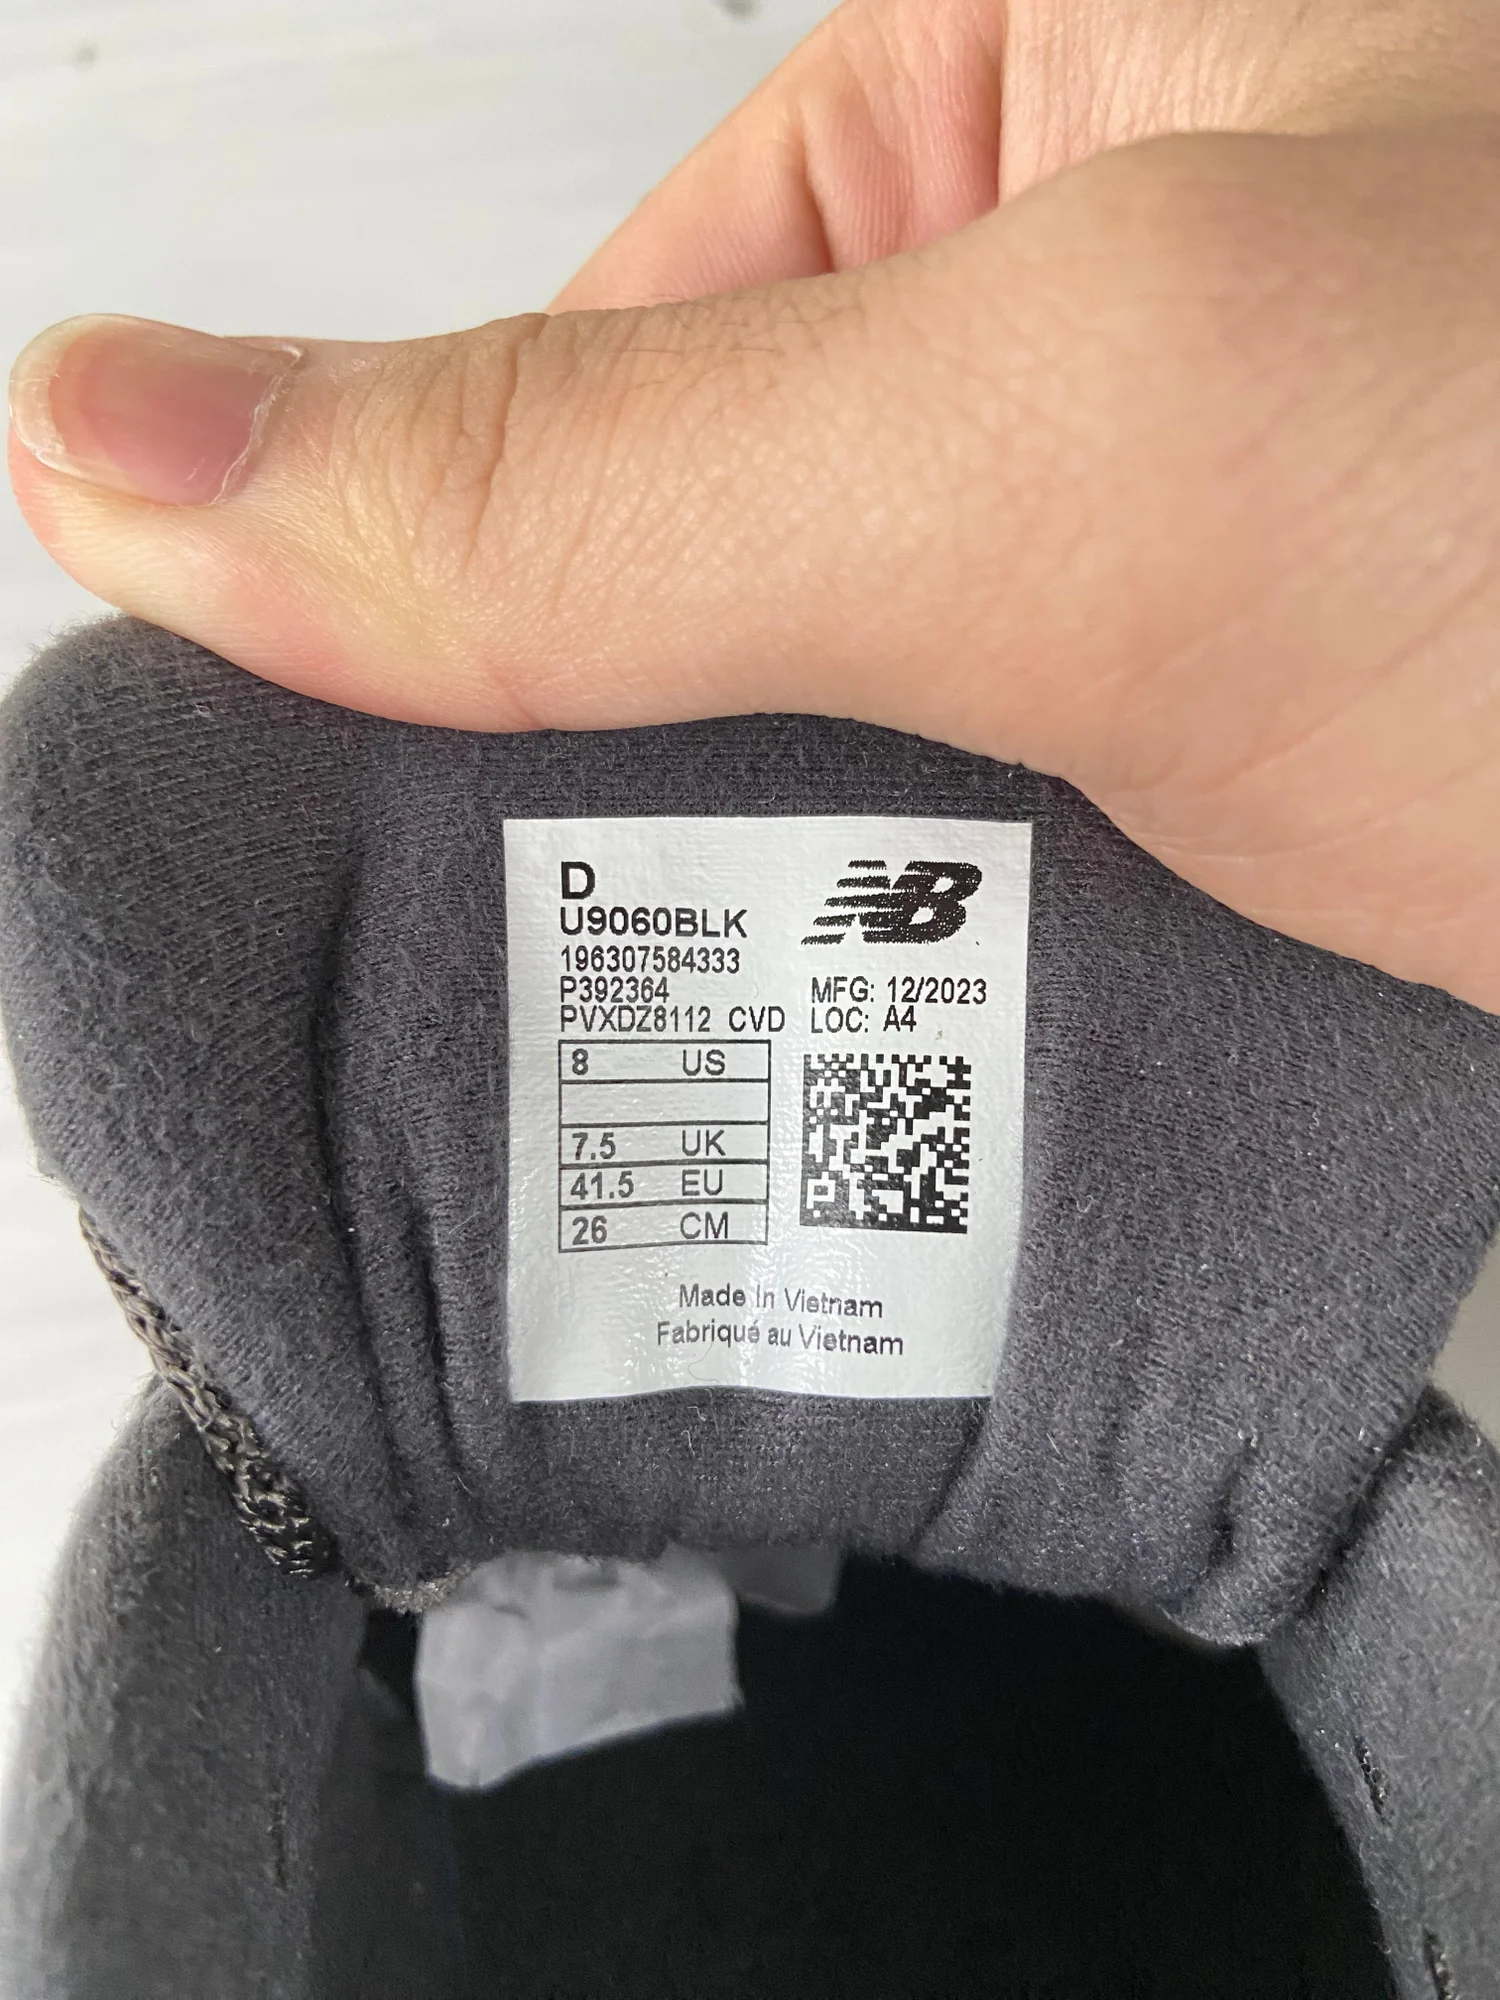 D
NB
U9060BLK
196307584333
P392364
MFG: 12/2023
PVXDZ8112 CVD
LOC: A4
8 US
7.5 UK
41.5 EU
26 CM
Made In Vietnam
Fabriqué au Vietnam